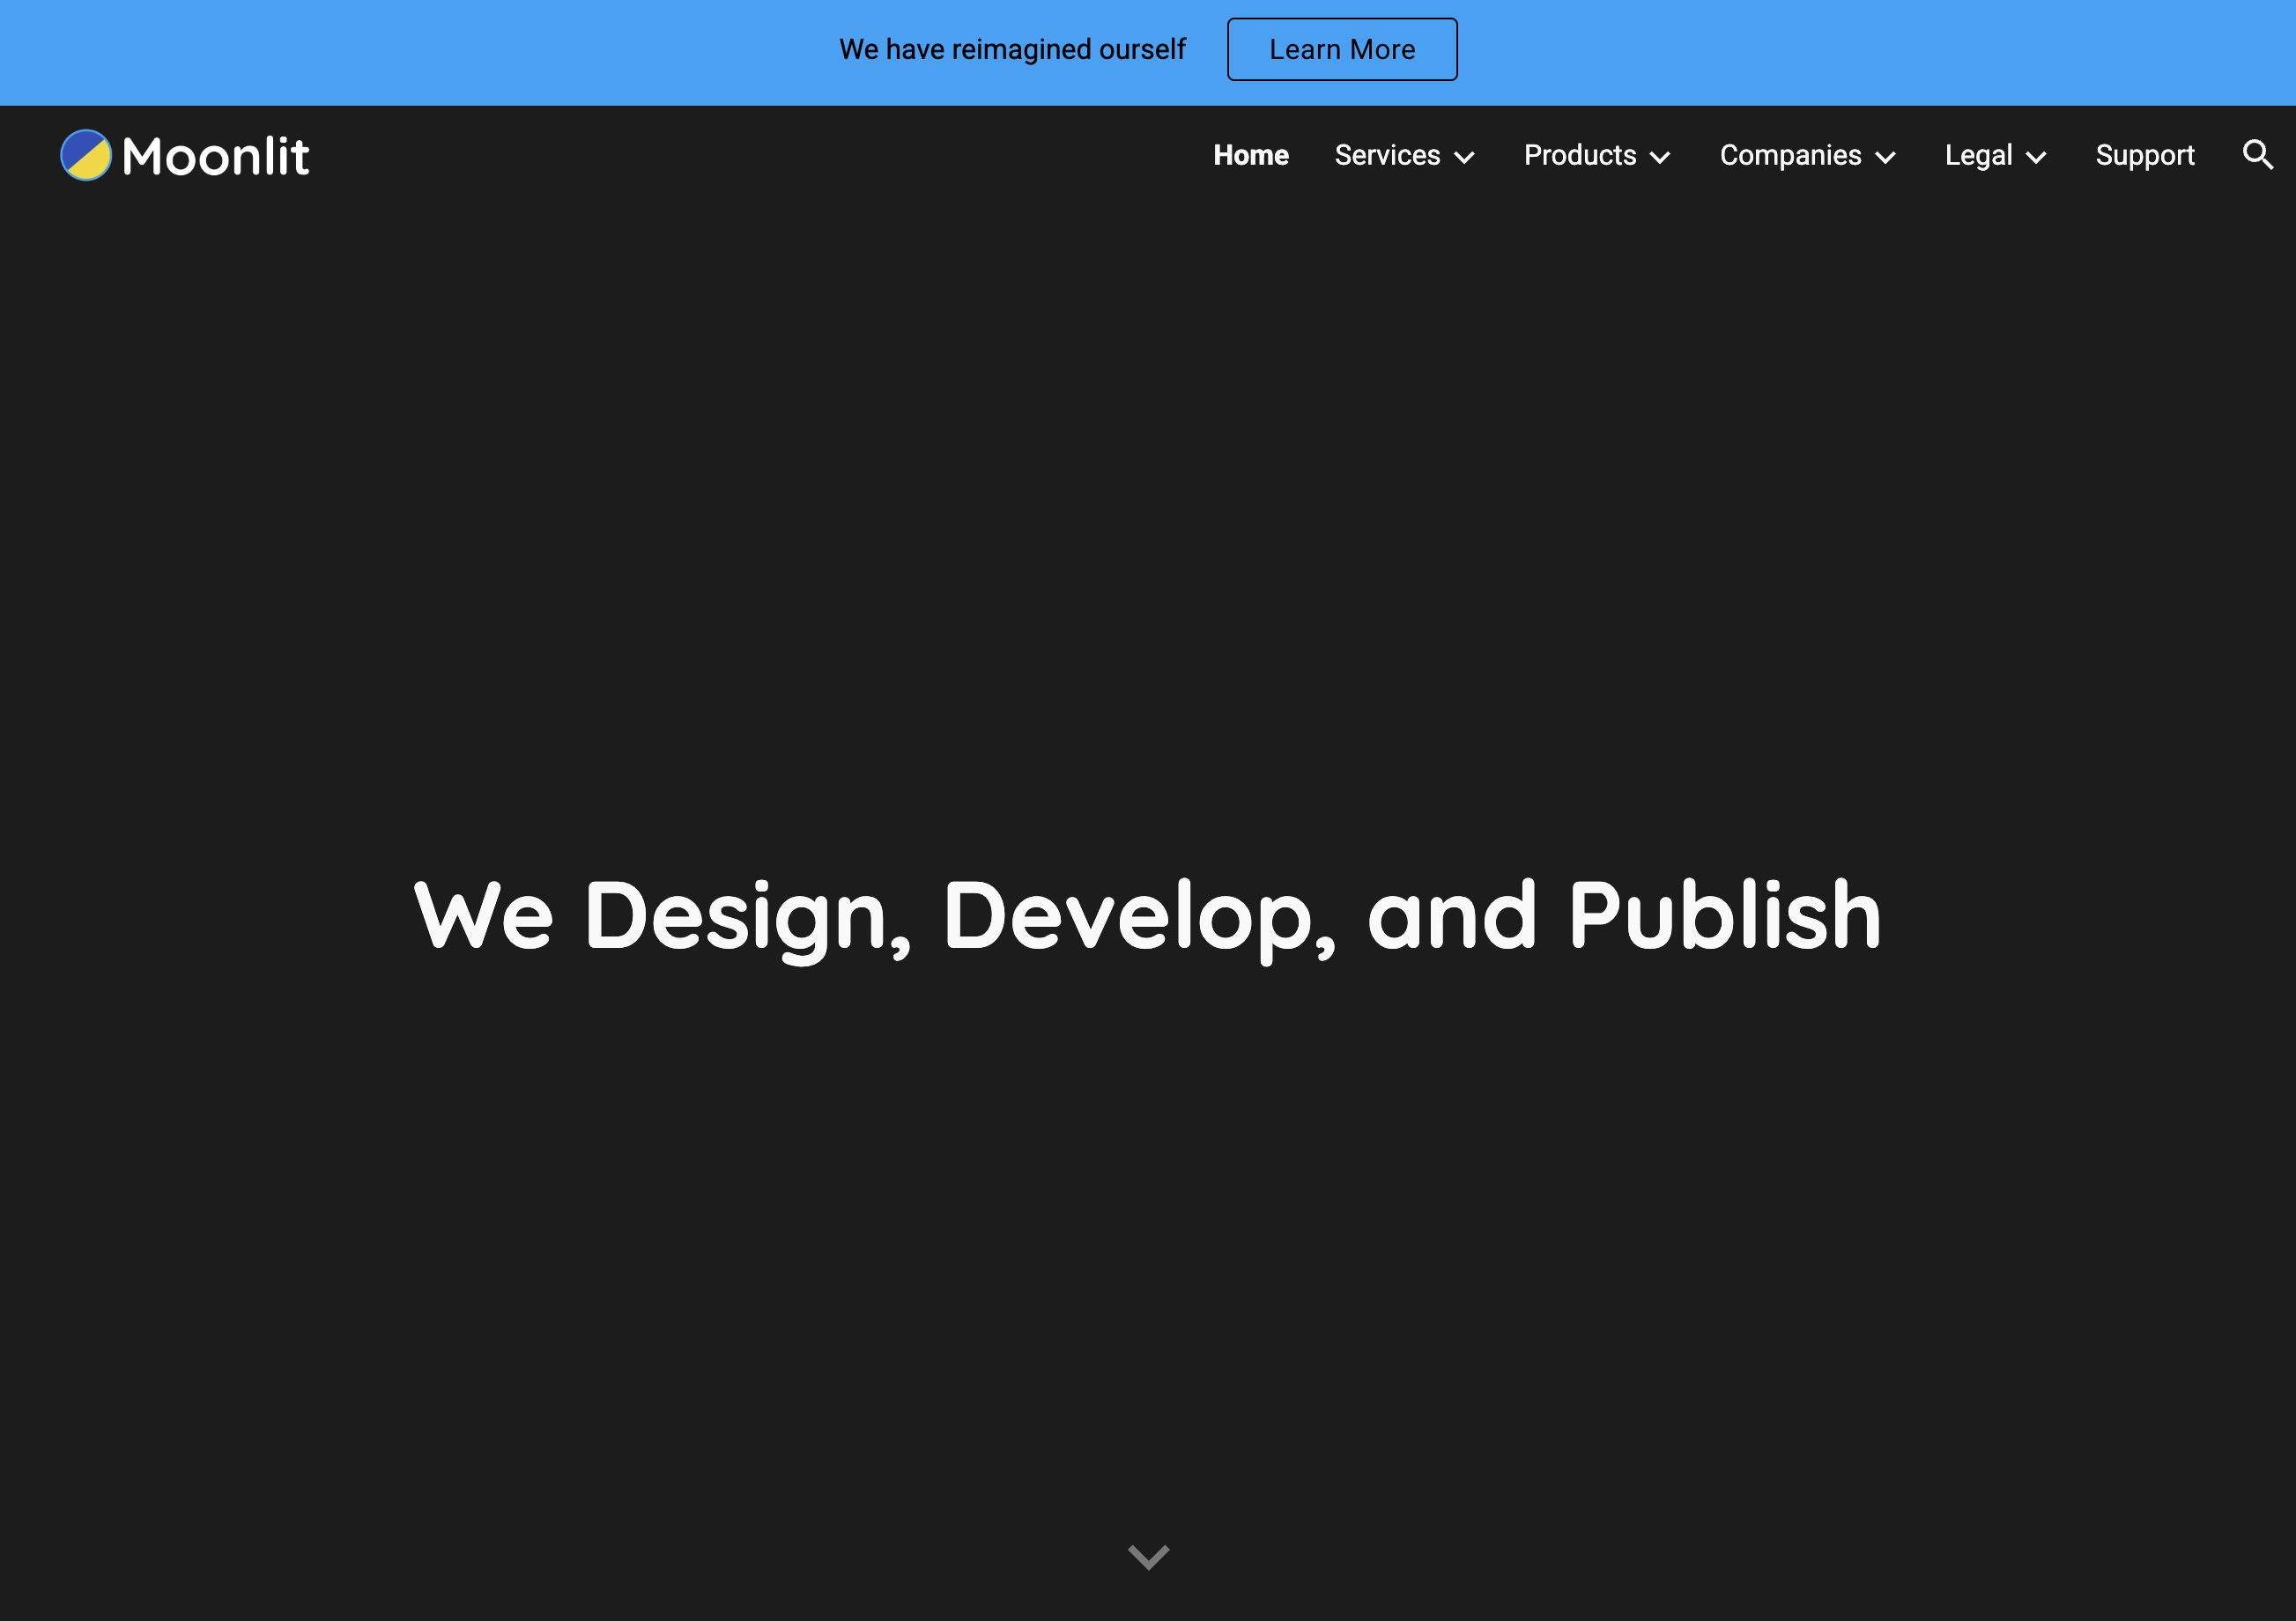 We have reimagined ourself Learn More
Moonlit Home Services Products Companies Legal Support
We Design, Develop, and Publish